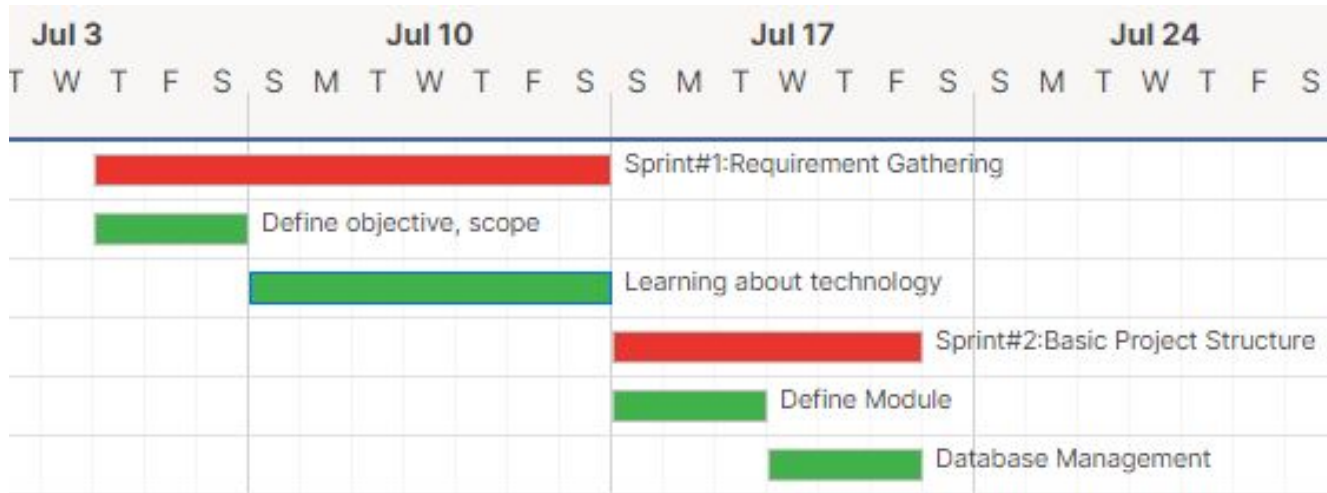 Jul 3 Jul 10 Jul 17 Jul 24
T W T F S S M T W T F S S M T W T F S S M T W T F S
Sprint#1:Requirement Gathering
Define objective, scope
Learning about technology
Sprint#2:Basic Project Structure
Define Module
Database Management